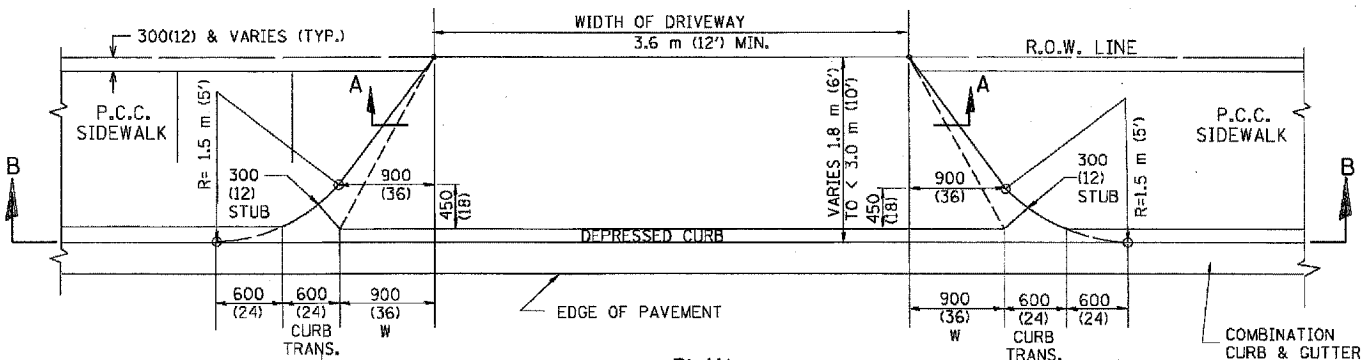 300(12) & VARIES (TYP.)
WIDTH OF DRIVEWAY
3.6 m (12') MIN.
R.O.W. LINE
A
A
P.C.C.
SIDEWALK
P.C.C.
SIDEWALK
B
B
R= 1.5 m (5')
300
(12)
STUB
900
(36)
450
(18)
VARIES 1.8 m (6')
TO < 3.0 m (10')
900
(36)
450
(18)
300
(12)
STUB
R=1.5 m (5')
DEPRESSED CURB
600
(24)
600
(24)
CURB
TRANS.
900
(36)
W
EDGE OF PAVEMENT
900
(36)
W
600
(24)
CURB
TRANS.
600
(24)
COMBINATION
CURB & GUTTER